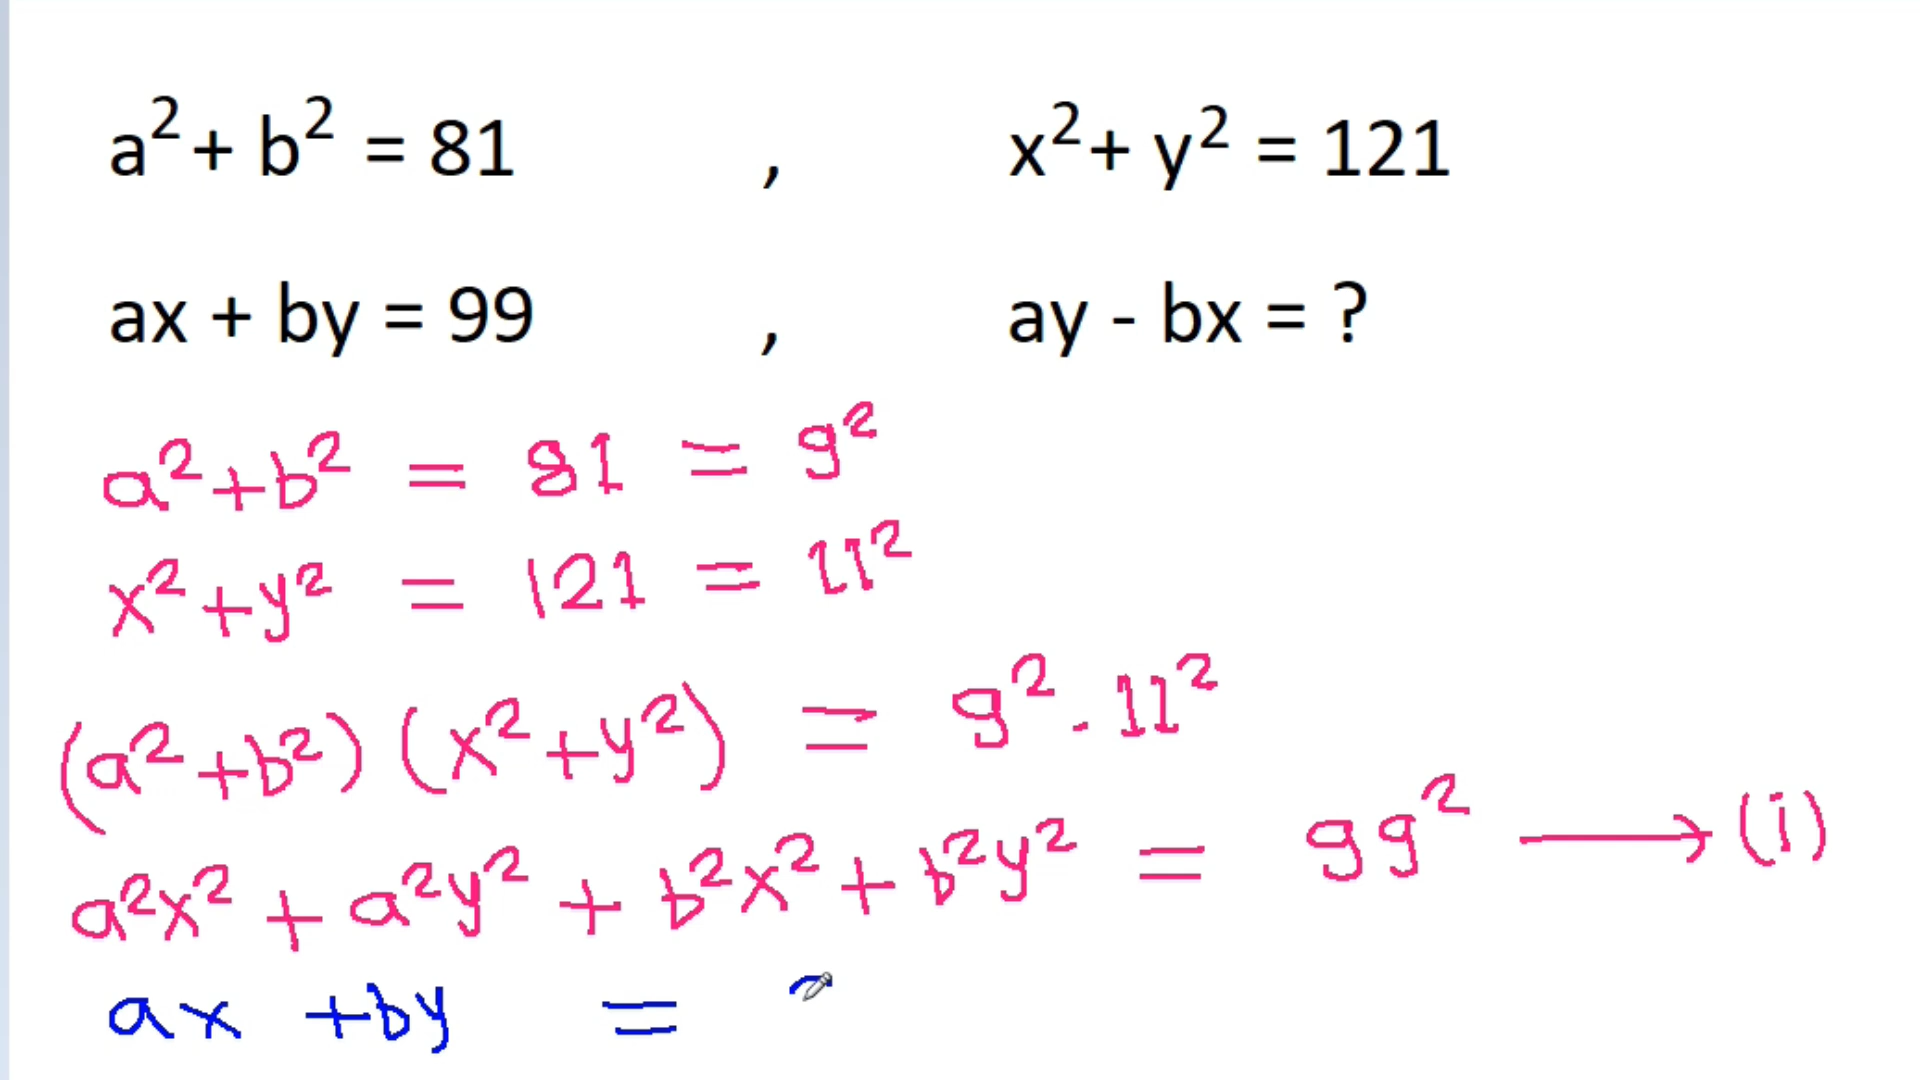 a² + b² = 81 , x² + y² = 121
ax + by = 99 , ay - bx = ?
a² + b² = 81 = 9²
x² + y² = 121 = 11²
(a² + b²) (x² + y²) = 9² . 11²
a²x² + a²y² + b²x² + b²y² = 99² → (i)
ax + by =